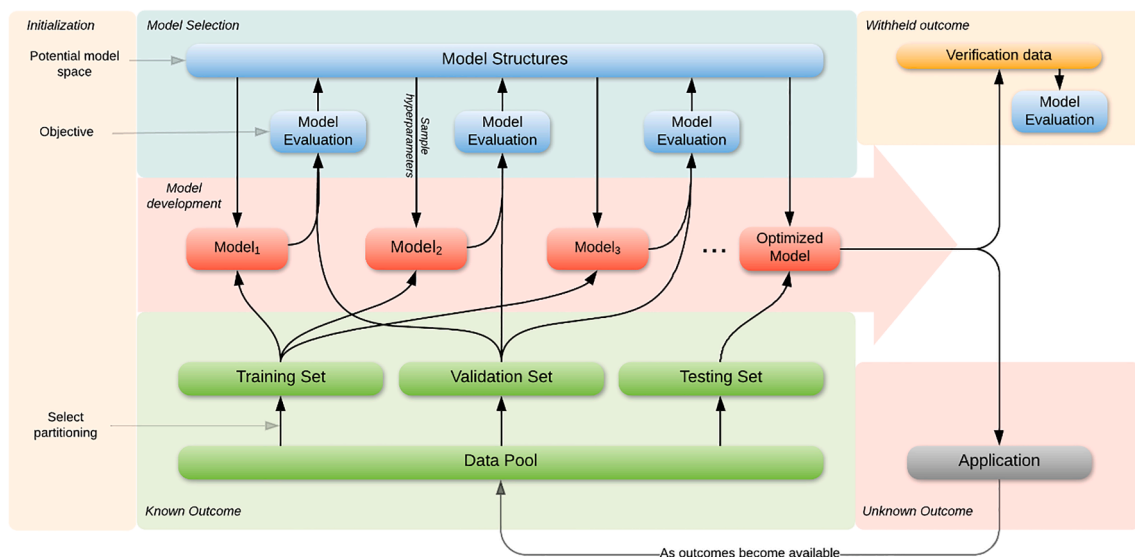 Initialization
Model Selection
Withheld outcome
Potential model
space
Model Structures
Verification data
Objective
Model
Evaluation
Sample
hyperparameters
Model
Evaluation
Model
Evaluation
Model
Evaluation
Model
development
Model1
Model2
Model3
...
Optimized
Model
Training Set
Validation Set
Testing Set
Select
partitioning
Data Pool
Application
Known Outcome
Unknown Outcome
As outcomes become available